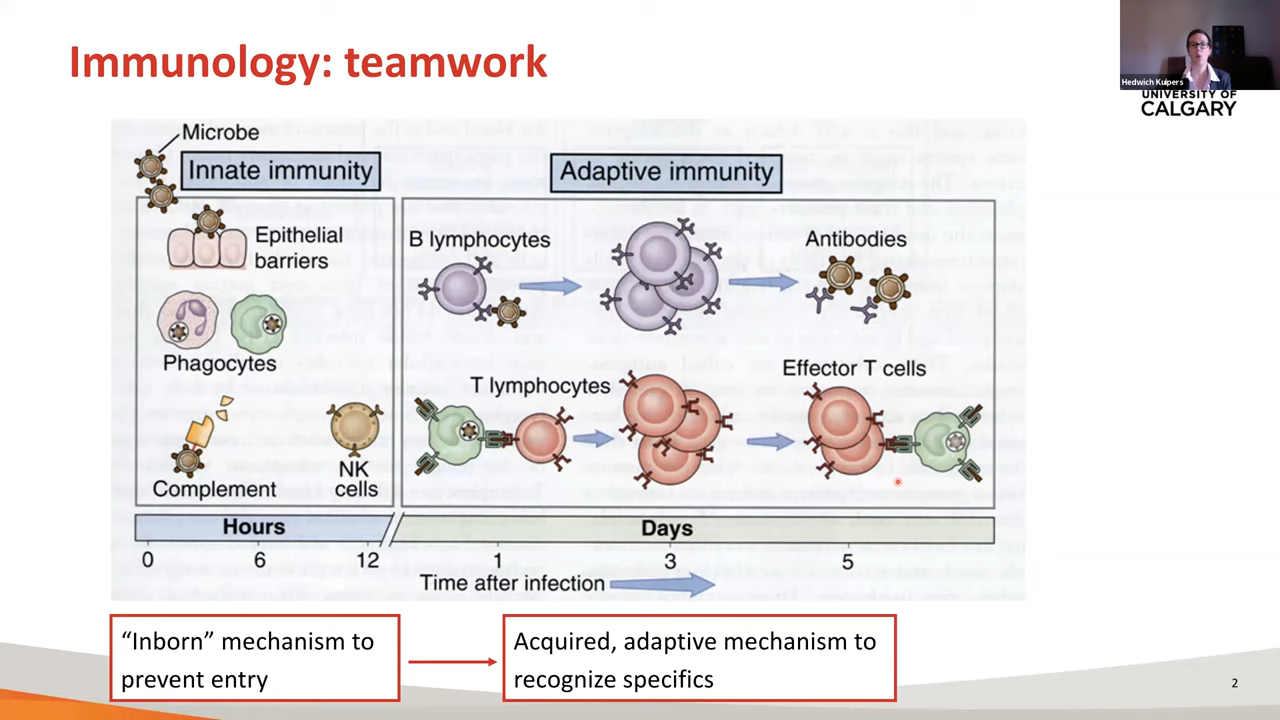 Immunology: teamwork
Hedwich Kuipers
UNIVERSITY OF
CALGARY
Microbe
Innate immunity
Adaptive immunity
Epithelial
barriers
B lymphocytes
Antibodies
Phagocytes
T lymphocytes
Effector T cells
Complement
NK
cells
Hours
Days
0
6
12
1
3
5
Time after infection
“Inborn” mechanism to
prevent entry
Acquired, adaptive mechanism to
recognize specifics
2